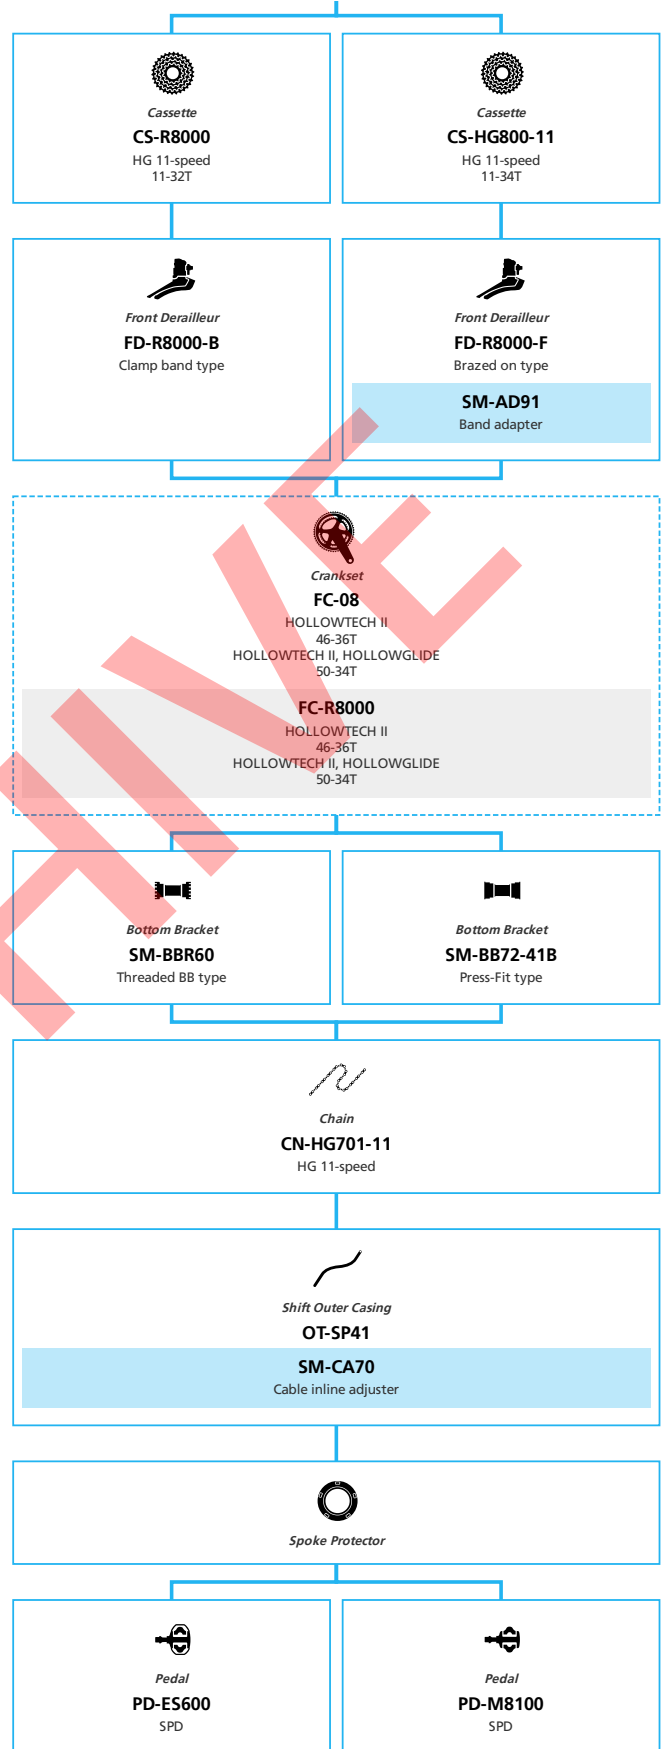 Cassette
CS-R8000
HG 11-speed
11-32T
Cassette
CS-HG800-11
HG 11-speed
11-34T
Front Derailleur
FD-R8000-B
Clamp band type
Front Derailleur
FD-R8000-F
Brazed on type
SM-AD91
Band adapter
Crankset
FC-08
HOLLOWTECH II
46-36T
HOLLOWTECH II, HOLLOWGLIDE
50-34T
FC-R8000
HOLLOWTECH II
46-36T
HOLLOWTECH II, HOLLOWGLIDE
50-34T
Bottom Bracket
SM-BBR60
Threaded BB type
Bottom Bracket
SM-BB72-41B
Press-Fit type
Chain
CN-HG701-11
HG 11-speed
Shift Outer Casing
OT-SP41
SM-CA70
Cable inline adjuster
Spoke Protector
Pedal
PD-ES600
SPD
Pedal
PD-M8100
SPD
HIVE